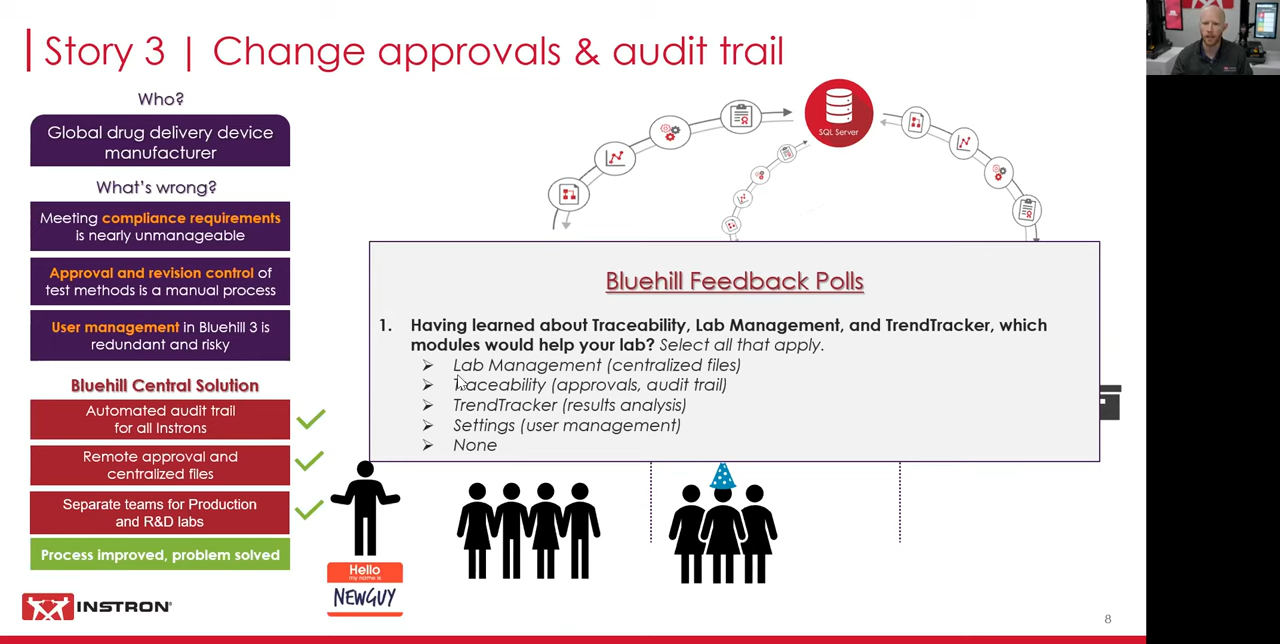 Story 3 | Change approvals & audit trail
Who?
Global drug delivery device
manufacturer
What's wrong?
Meeting compliance requirements
is nearly unmanageable
Approval and revision control of
test methods is a manual process
User management in Bluehill 3 is
redundant and risky
Bluehill Central Solution
Automated audit trail
for all Instrons
Remote approval and
centralized files
Separate teams for Production
and R&D labs
Process improved, problem solved
SQL Server
Bluehill Feedback Polls
1. Having learned about Traceability, Lab Management, and TrendTracker, which
modules would help your lab? Select all that apply.
Lab Management (centralized files)
Traceability (approvals, audit trail)
TrendTracker (results analysis)
Settings (user management)
None
Hello
my name is
NEWGUY
INSTRON®
8